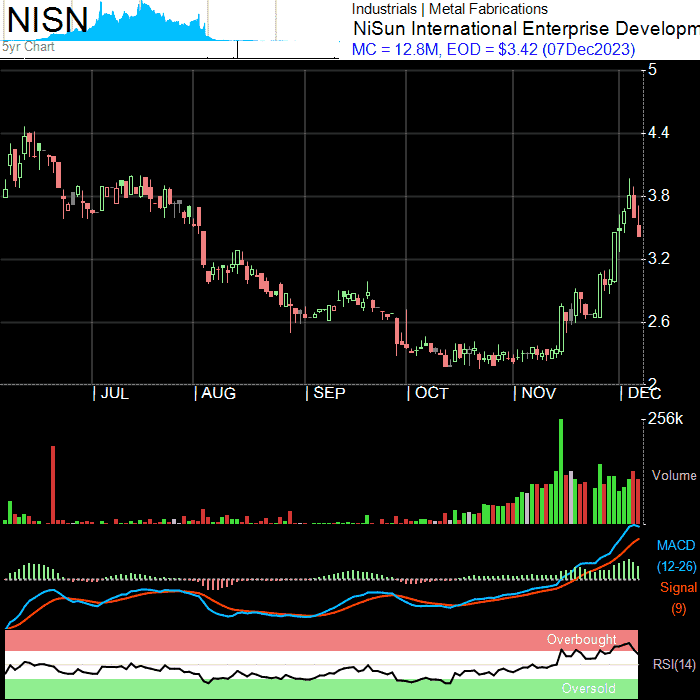 NISN
5yr Chart
Industrials | Metal Fabrications
NiSun International Enterprise Developm
MC = 12.8M, EOD = $3.42 (07Dec2023)
5
4.4
3.8
3.2
2.6
2
JUL AUG SEP OCT NOV DEC
256k
Volume
MACD
(12-26)
Signal
(9)
Overbought
RSI(14)
Oversold